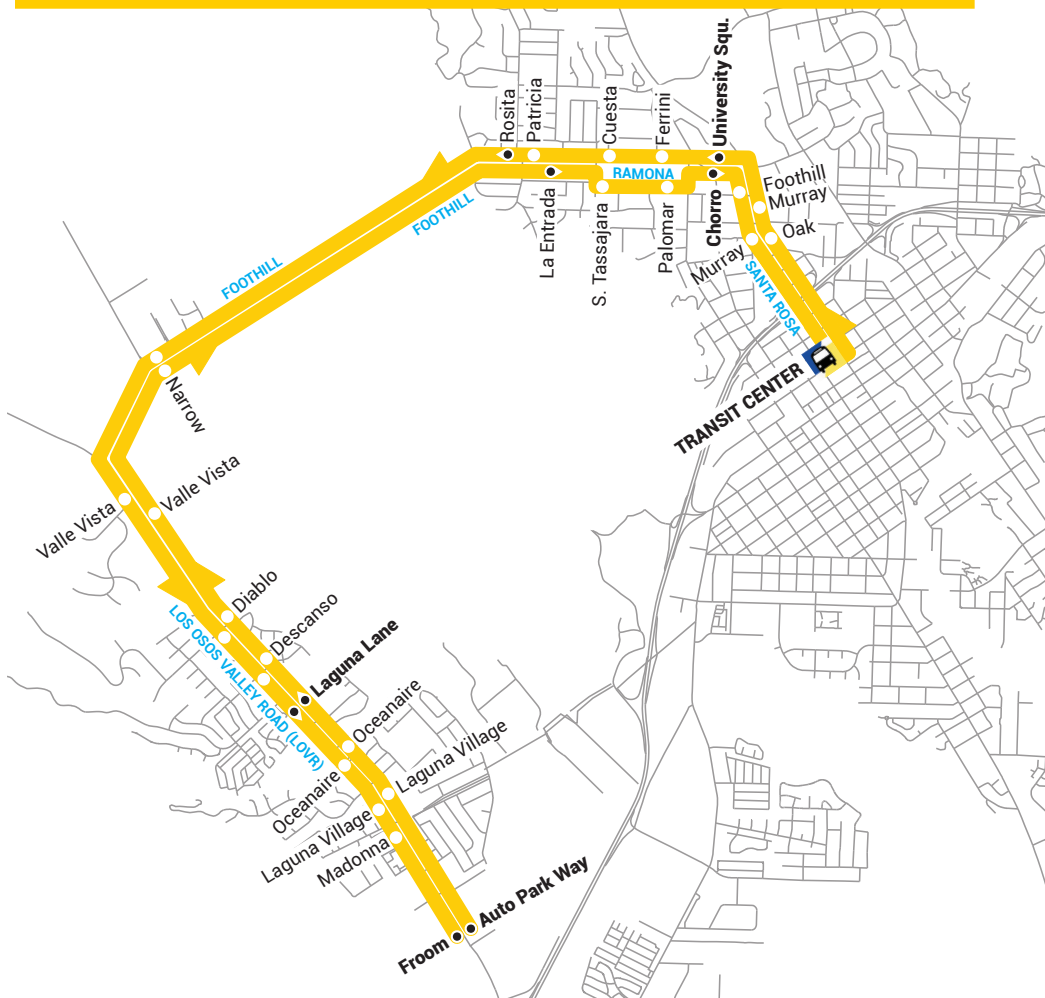 University Squ.
Rosita
Patricia
Cuesta
Ferrini
RAMONA
FOOTHILL
FOOTHILL
La Entrada
S. Tassajara
Palomar
Chorro
Foothill
Murray
Oak
Murray
SANTA ROSA
TRANSIT CENTER
Narrow
Valle Vista
Valle Vista
Diablo
Descanso
LOS OSOS VALLEY ROAD (LOVR)
Laguna Lane
Oceanaire
Oceanaire
Laguna Village
Laguna Village
Madonna
Auto Park Way
Froom